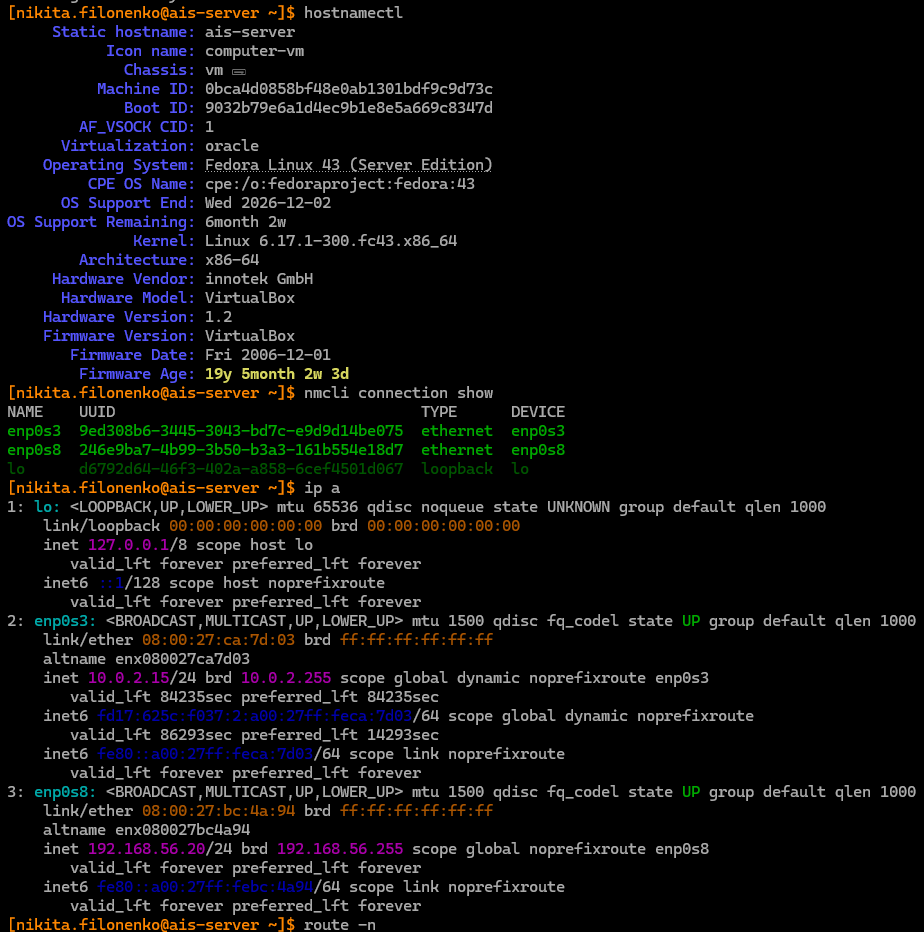 [nikita.filonenko@ais-server ~]$ hostnamectl
Static hostname: ais-server
Icon name: computer-vm
Chassis: vm
Machine ID: 0bca4d0858bf48e0ab1301bdf9c9d73c
Boot ID: 9032b79e6a1d4ec9b1e8e5a669c8347d
AF_VSOCK CID: 1
Virtualization: oracle
Operating System: Fedora Linux 43 (Server Edition)
CPE OS Name: cpe:/o:fedoraproject:fedora:43
OS Support End: Wed 2026-12-02
OS Support Remaining: 6month 2w
Kernel: Linux 6.17.1-300.fc43.x86_64
Architecture: x86-64
Hardware Vendor: innotek GmbH
Hardware Model: VirtualBox
Hardware Version: 1.2
Firmware Version: VirtualBox
Firmware Date: Fri 2006-12-01
Firmware Age: 19y 5month 2w 3d
[nikita.filonenko@ais-server ~]$ nmcli connection show
NAME    UUID                                  TYPE      DEVICE
enp0s3  9ed308b6-3445-3043-bd7c-e9d9d14be075  ethernet  enp0s3
enp0s8  246e9ba7-4b99-3b50-b3a3-161b554e18d7  ethernet  enp0s8
lo      d6792d64-46f3-402a-a858-6cef4501d067  loopback  lo
[nikita.filonenko@ais-server ~]$ ip a
1: lo: <LOOPBACK,UP,LOWER_UP> mtu 65536 qdisc noqueue state UNKNOWN group default qlen 1000
    link/loopback 00:00:00:00:00:00 brd 00:00:00:00:00:00
    inet 127.0.0.1/8 scope host lo
       valid_lft forever preferred_lft forever
    inet6 ::1/128 scope host noprefixroute
       valid_lft forever preferred_lft forever
2: enp0s3: <BROADCAST,MULTICAST,UP,LOWER_UP> mtu 1500 qdisc fq_codel state UP group default qlen 1000
    link/ether 08:00:27:ca:7d:03 brd ff:ff:ff:ff:ff:ff
    altname enx080027ca7d03
    inet 10.0.2.15/24 brd 10.0.2.255 scope global dynamic noprefixroute enp0s3
       valid_lft 84235sec preferred_lft 84235sec
    inet6 fd17:625c:f037:2:a00:27ff:feca:7d03/64 scope global dynamic noprefixroute
       valid_lft 86293sec preferred_lft 14293sec
    inet6 fe80::a00:27ff:feca:7d03/64 scope link noprefixroute
       valid_lft forever preferred_lft forever
3: enp0s8: <BROADCAST,MULTICAST,UP,LOWER_UP> mtu 1500 qdisc fq_codel state UP group default qlen 1000
    link/ether 08:00:27:bc:4a:94 brd ff:ff:ff:ff:ff:ff
    altname enx080027bc4a94
    inet 192.168.56.20/24 brd 192.168.56.255 scope global noprefixroute enp0s8
       valid_lft forever preferred_lft forever
    inet6 fe80::a00:27ff:febc:4a94/64 scope link noprefixroute
       valid_lft forever preferred_lft forever
[nikita.filonenko@ais-server ~]$ route -n